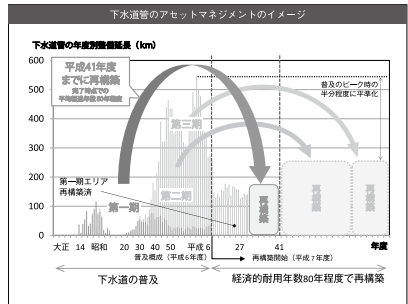 下水道管のアセットマネジメントのイメージ
下水道管の年度別整備延長（km）
平成41年度
までに再構築
完了時点での
平均経過年数50年程度
普及のピーク時の
半分程度に平準化
600
500
400
300
200
100
0
第三期
第二期
第一期
第一期エリア
再構築済
再構築
再構築
再構築
大正 14 昭和 20 30 40 50 平成 6 27 41 年度
普及概成（平成6年度）
再構築開始（平成7年度）
下水道の普及
経済的耐用年数80年程度で再構築